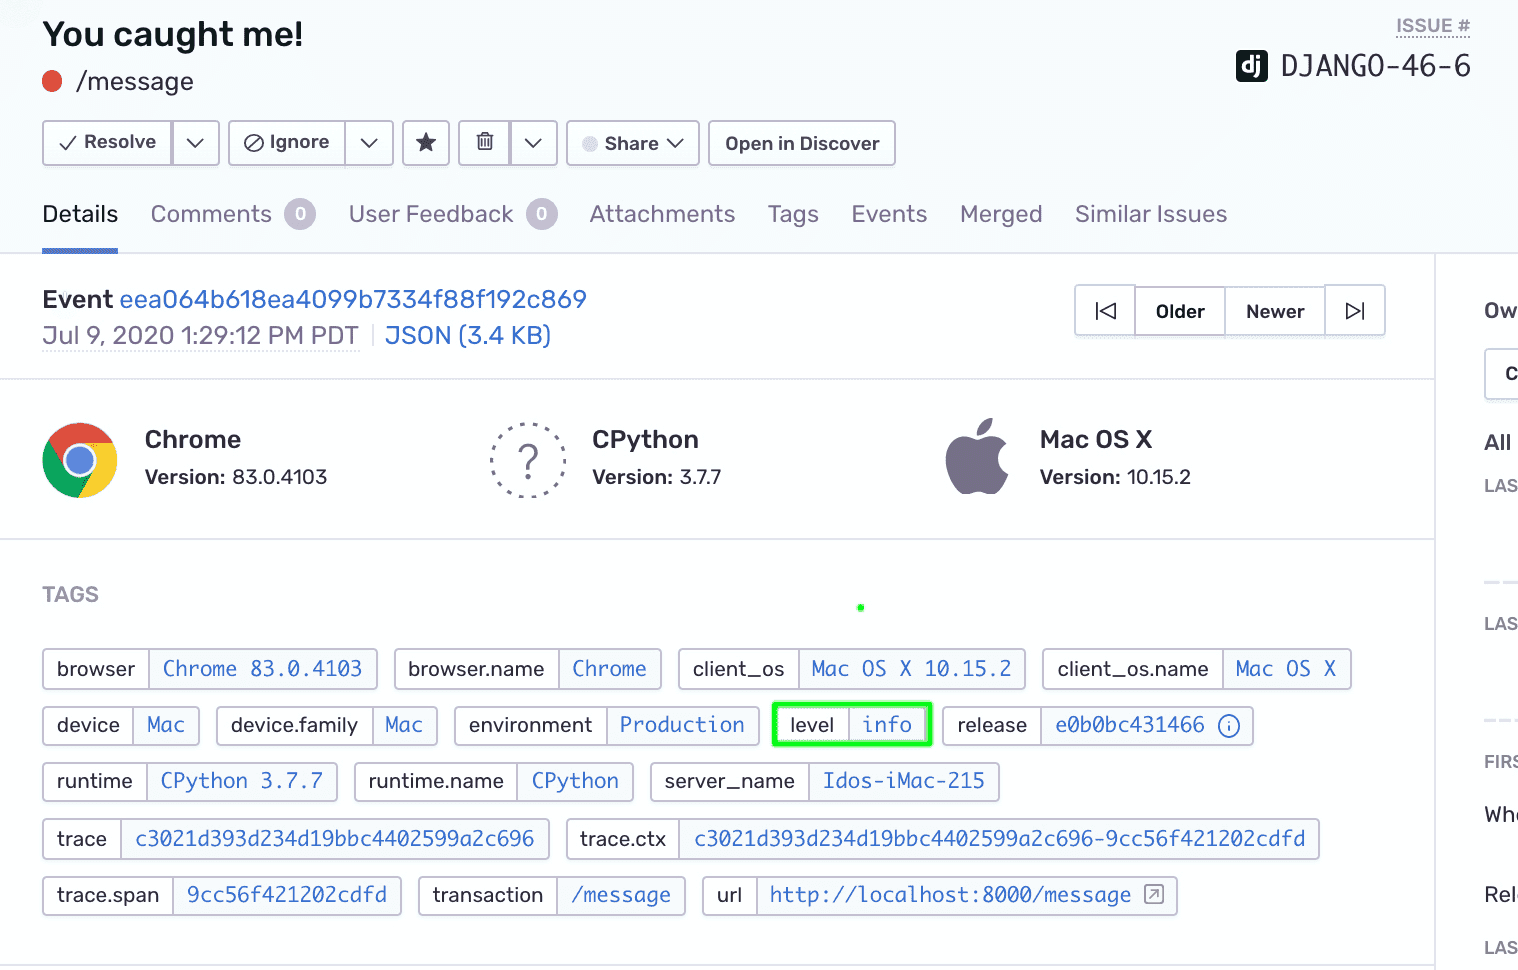 You caught me!
ISSUE #
/message
dj DJANGO-46-6
Resolve Ignore Share Open in Discover
Details Comments 0 User Feedback 0 Attachments Tags Events Merged Similar Issues
Event eea064b618ea4099b7334f88f192c869
Jul 9, 2020 1:29:12 PM PDT JSON (3.4 KB)
Older Newer
Ow
C
Chrome
Version: 83.0.4103
?
CPython
Version: 3.7.7
Mac OS X
Version: 10.15.2
All
LAS
TAGS
LAS
browser Chrome 83.0.4103 browser.name Chrome client_os Mac OS X 10.15.2 client_os.name Mac OS X
device Mac device.family Mac environment Production level info release e0b0bc431466
FIRS
runtime CPython 3.7.7 runtime.name CPython server_name Idos-iMac-215
Whe
trace c3021d393d234d19bbc4402599a2c696 trace.ctx c3021d393d234d19bbc4402599a2c696-9cc56f421202cdfd
trace.span 9cc56f421202cdfd transaction /message url http://localhost:8000/message
Rel
LAS